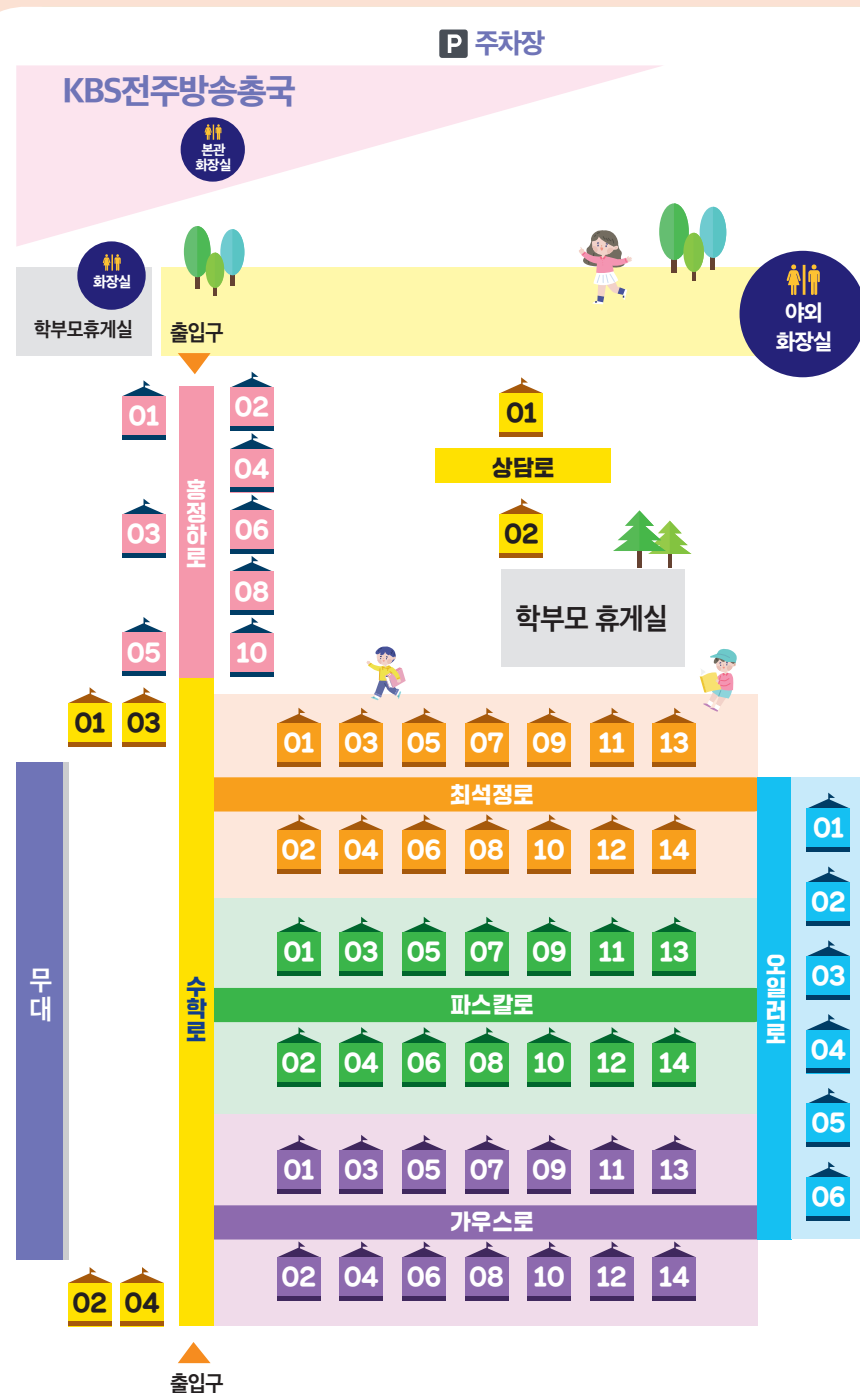 P 주차장
KBS전주방송총국
본관
화장실
화장실
학부모휴게실
출입구
야외
화장실
01
02
04
03
06
08
05
10
홍정하로
01
상담로
02
학부모 휴게실
01 03
무대
수학로
01 03 05 07 09 11 13
최석정로
02 04 06 08 10 12 14
01 03 05 07 09 11 13
파스칼로
02 04 06 08 10 12 14
01 03 05 07 09 11 13
가우스로
02 04 06 08 10 12 14
오일러로
01
02
03
04
05
06
02 04
출입구